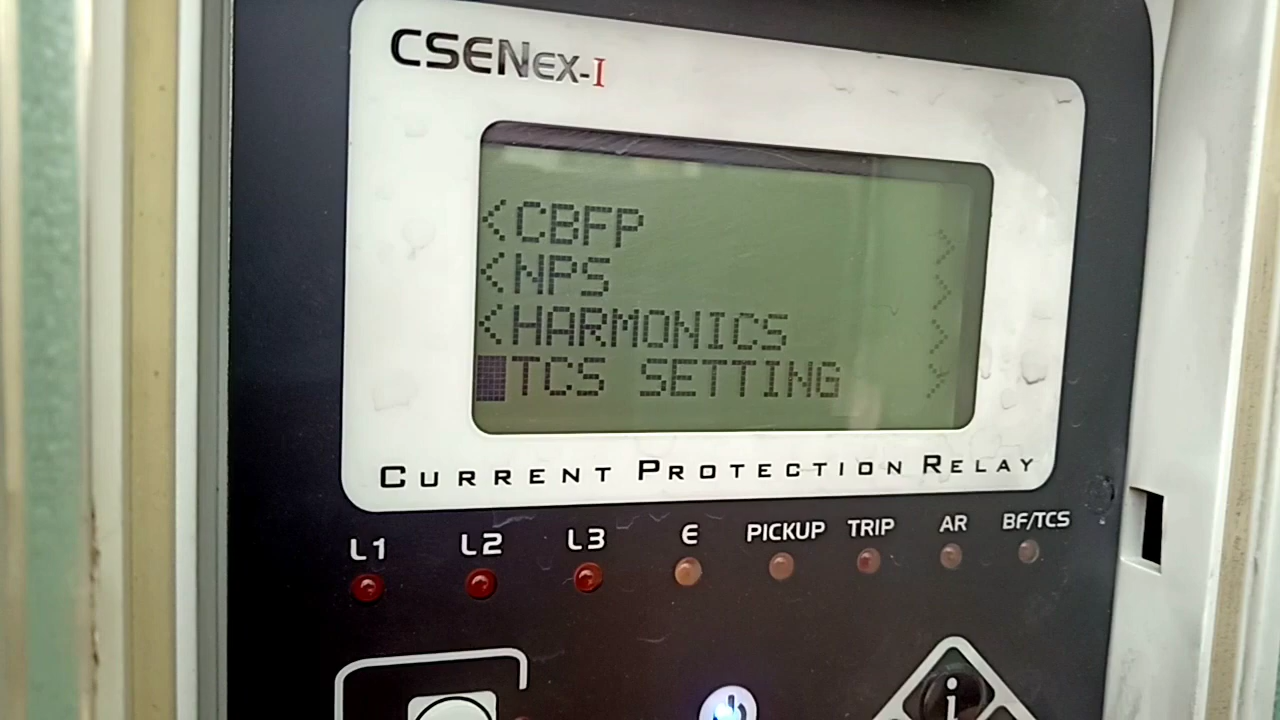 CSENEX-I
<CBFP >
<NPS >
<HARMONICS >
TCS SETTING >
CURRENT PROTECTION RELAY
L1 L2 L3 E PICKUP TRIP AR BF/TCS
i